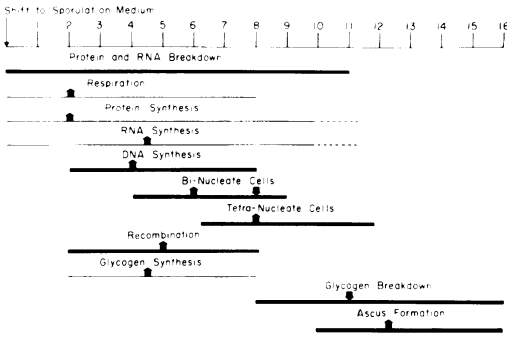 Shift to Sporulation Medium
1 2 3 4 5 6 7 8 9 10 11 12 13 14 15 16
Protein and RNA Breakdown
Respiration
Protein Synthesis
RNA Synthesis
DNA Synthesis
Bi-Nucleate Cells
Tetra-Nucleate Cells
Recombination
Glycogen Synthesis
Glycogen Breakdown
Ascus Formation